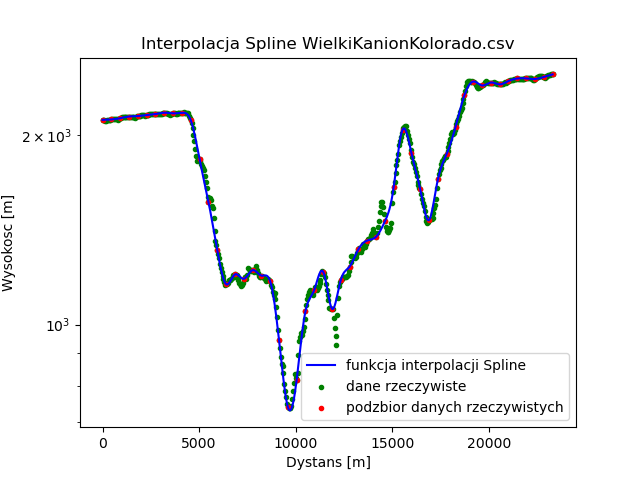 Interpolacja Spline WielkiKanionKolorado.csv
Wysokosc [m]
2 × 10³
10³
funkcja interpolacji Spline
dane rzeczywiste
podzbior danych rzeczywistych
0 5000 10000 15000 20000
Dystans [m]